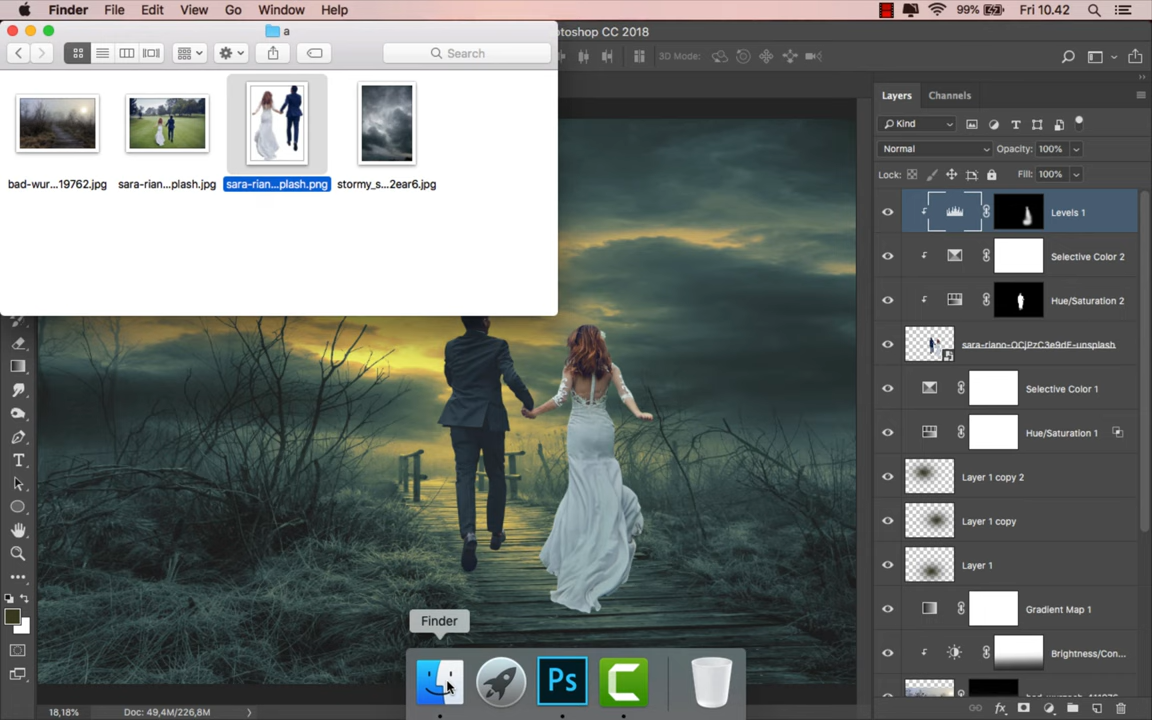 Finder File Edit View Go Window Help
99% Fri 10.42
a
Search
otoshop CC 2018
3D Mode:
bad-wur...19762.jpg
sara-rian...plash.jpg
sara-rian...plash.png
stormy_s...2ear6.jpg
Layers Channels
Kind
Normal Opacity: 100%
Lock: Fill: 100%
Levels 1
Selective Color 2
Hue/Saturation 2
sara-riano-OCjPzC3e9dE-unsplash
Selective Color 1
Hue/Saturation 1
Layer 1 copy 2
Layer 1 copy
Layer 1
Gradient Map 1
Brightness/Con...
T
T
fx
Finder
Ps
C
18,18% Doc: 49,4M/226,8M